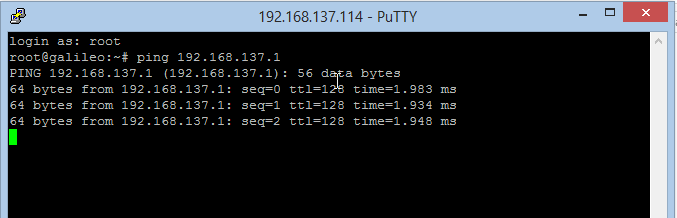 192.168.137.114 - PuTTY
login as: root
root@galileo:~# ping 192.168.137.1
PING 192.168.137.1 (192.168.137.1): 56 data bytes
64 bytes from 192.168.137.1: seq=0 ttl=128 time=1.983 ms
64 bytes from 192.168.137.1: seq=1 ttl=128 time=1.934 ms
64 bytes from 192.168.137.1: seq=2 ttl=128 time=1.948 ms